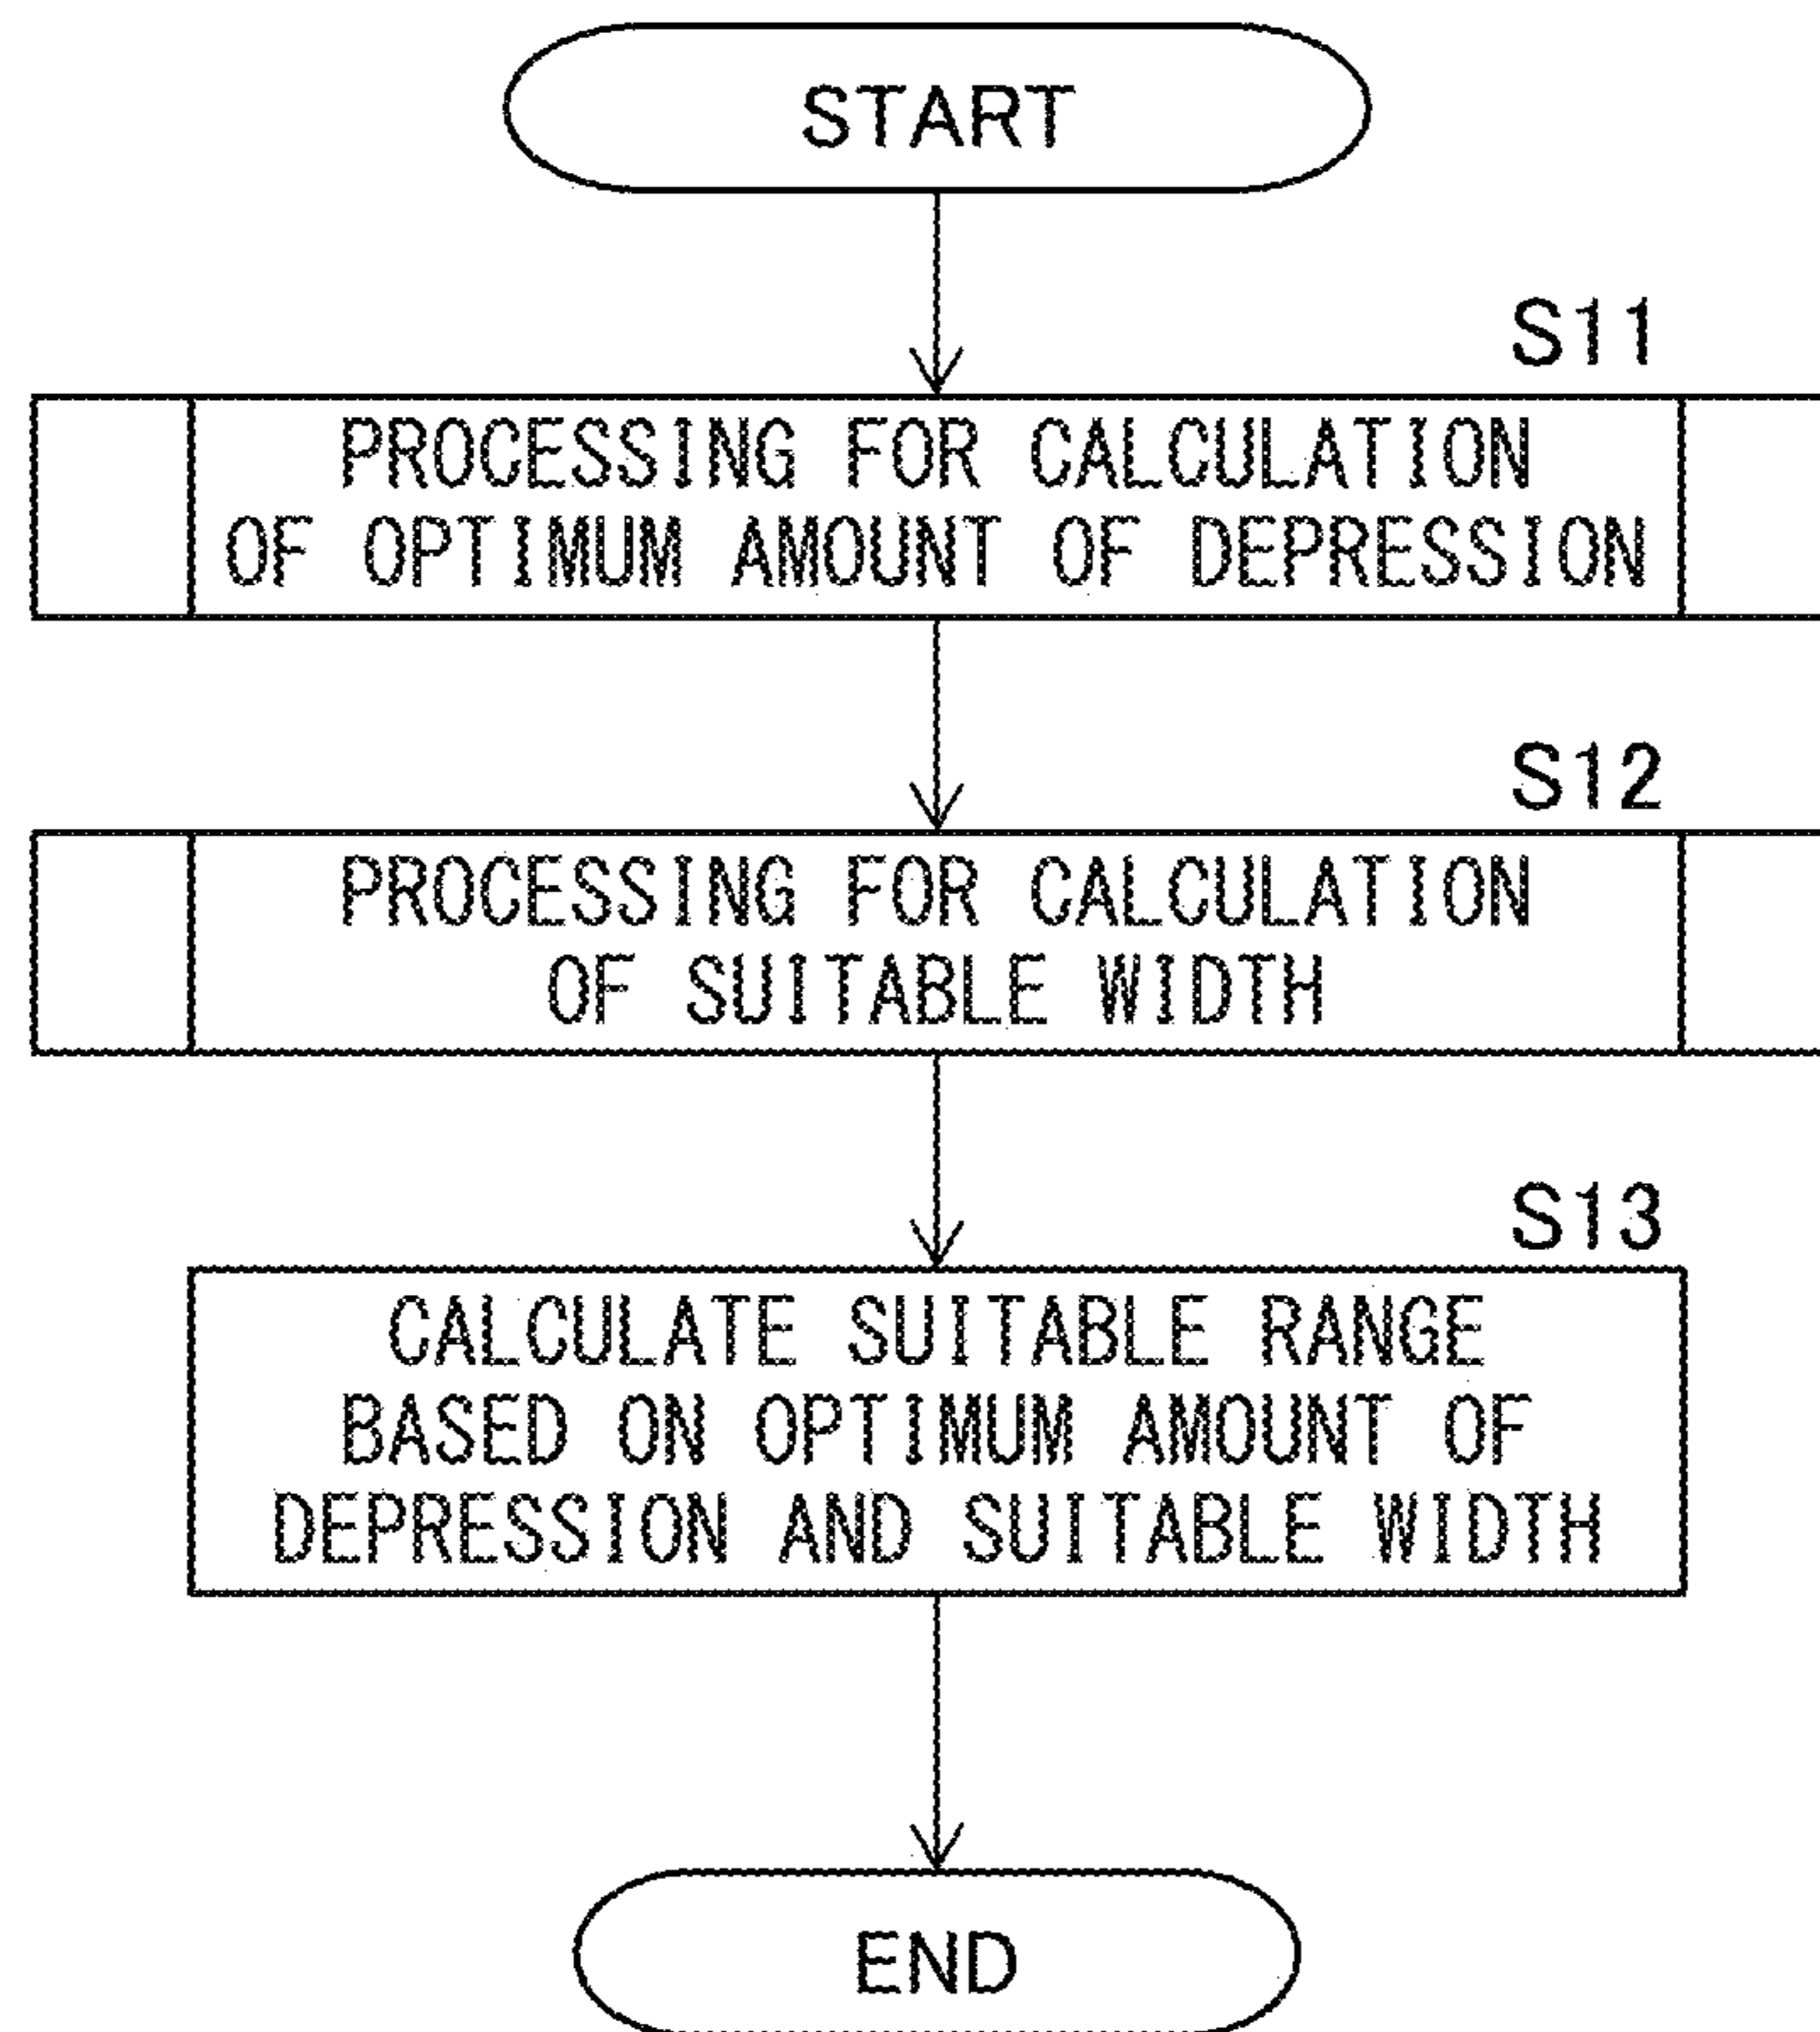 START
S11
PROCESSING FOR CALCULATION
OF OPTIMUM AMOUNT OF DEPRESSION
S12
PROCESSING FOR CALCULATION
OF SUITABLE WIDTH
S13
CALCULATE SUITABLE RANGE
BASED ON OPTIMUM AMOUNT OF
DEPRESSION AND SUITABLE WIDTH
END